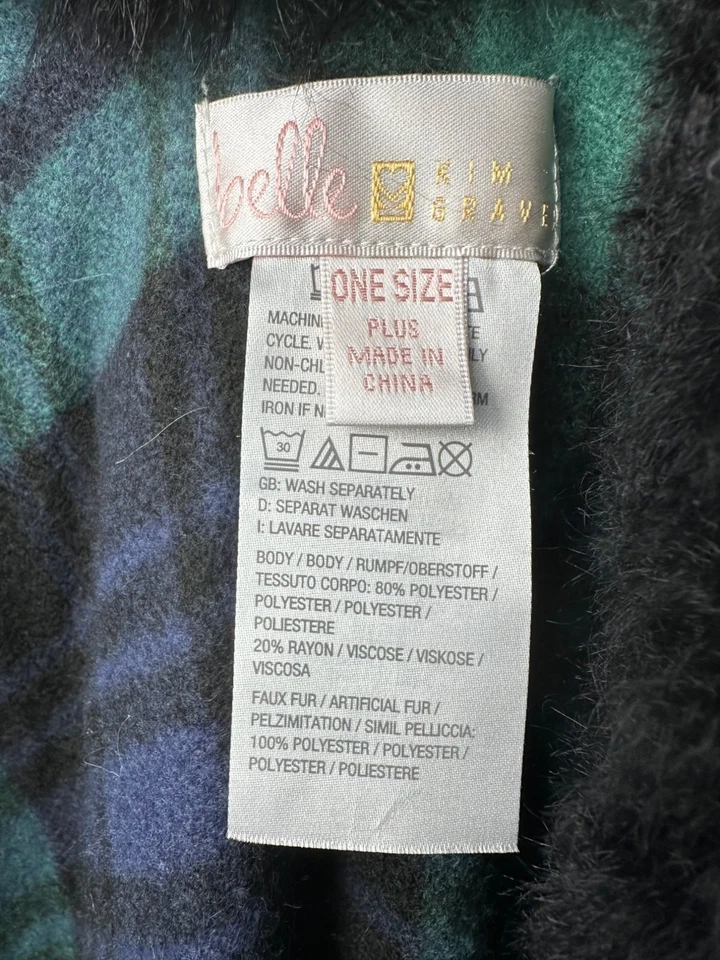 belle
KIM
GRAVE
ONE SIZE
PLUS
MADE IN
CHINA
MACHIN
CYCLE. W
NON-CHL
NEEDED.
IRON IF N
30
GB: WASH SEPARATELY
D: SEPARAT WASCHEN
I: LAVARE SEPARATAMENTE
BODY / BODY / RUMPF/OBERSTOFF /
TESSUTO CORPO: 80% POLYESTER /
POLYESTER / POLYESTER /
POLIESTERE
20% RAYON / VISCOSE / VISKOSE /
VISCOSA
FAUX FUR / ARTIFICIAL FUR /
PELZIMITATION / SIMIL PELLICCIA:
100% POLYESTER / POLYESTER /
POLYESTER / POLIESTERE